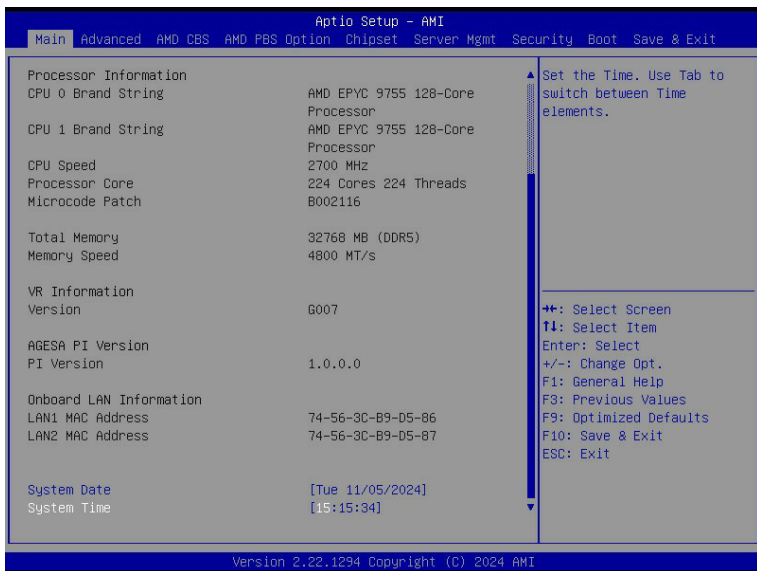 Aptio Setup - AMI
Main Advanced AMD CBS AMD PBS Option Chipset Server Mgmt Security Boot Save & Exit
Processor Information
CPU 0 Brand String AMD EPYC 9755 128-Core
Processor
CPU 1 Brand String AMD EPYC 9755 128-Core
Processor
CPU Speed 2700 MHz
Processor Core 224 Cores 224 Threads
Microcode Patch B002116
Total Memory 32768 MB (DDR5)
Memory Speed 4800 MT/s
VR Information
Version G007
AGESA PI Version
PI Version 1.0.0.0
Onboard LAN Information
LAN1 MAC Address 74-56-3C-B9-D5-86
LAN2 MAC Address 74-56-3C-B9-D5-87
System Date [Tue 11/05/2024]
System Time [15:15:34]
Set the Time. Use Tab to
switch between Time
elements.
→←: Select Screen
↑↓: Select Item
Enter: Select
+/-: Change Opt.
F1: General Help
F3: Previous Values
F9: Optimized Defaults
F10: Save & Exit
ESC: Exit
Version 2.22.1294 Copyright (C) 2024 AMI